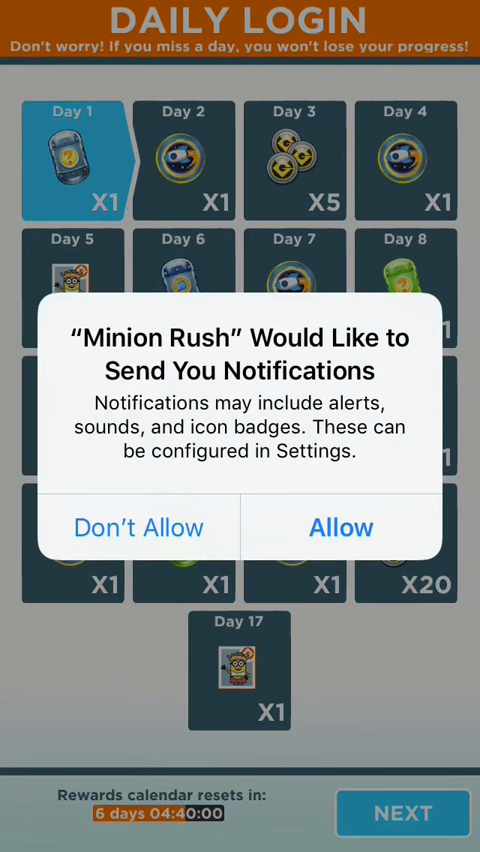 DAILY LOGIN
Don't worry! If you miss a day, you won't lose your progress!
Day 1
Day 2
Day 3
Day 4
X1
X1
X5
X1
Day 5
Day 6
Day 7
Day 8
1
“Minion Rush” Would Like to
Send You Notifications
Notifications may include alerts,
sounds, and icon badges. These can
be configured in Settings.
1
Don’t Allow
Allow
X1
X1
X1
X20
Day 17
X1
Rewards calendar resets in:
6 days 04:40:00
NEXT